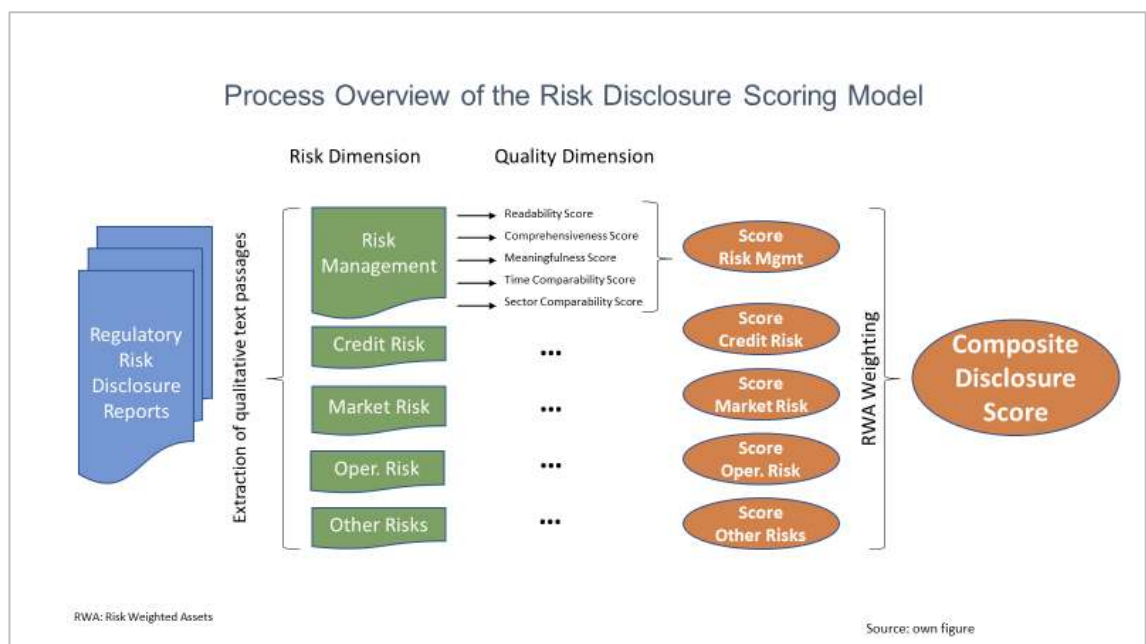 Process Overview of the Risk Disclosure Scoring Model
Risk Dimension
Quality Dimension
Regulatory
Risk
Disclosure
Reports
Extraction of qualitative text passages
Risk
Management
Readability Score
Comprehensiveness Score
Meaningfulness Score
Time Comparability Score
Sector Comparability Score
Score
Risk Mgmt
Credit Risk
...
Score
Credit Risk
Market Risk
...
Score
Market Risk
Oper. Risk
...
Score
Oper. Risk
Other Risks
...
Score
Other Risks
RWA Weighting
Composite
Disclosure
Score
RWA: Risk Weighted Assets
Source: own figure